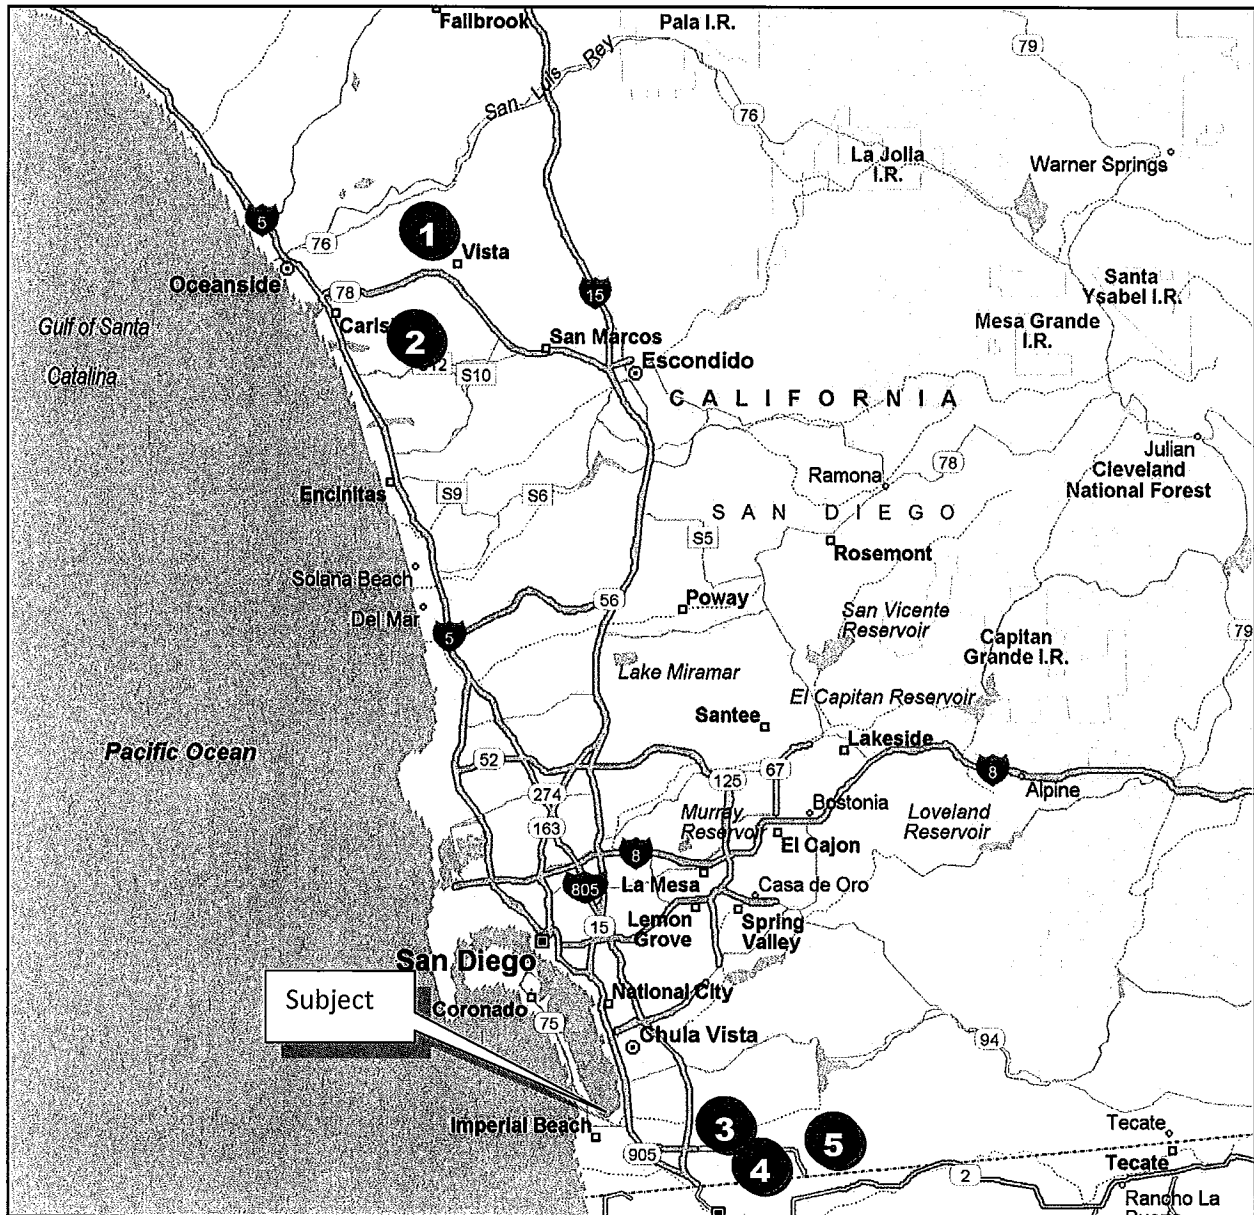 Fallbrook
Pala I.R.
79
San Luis Rey
76
La Jolla
I.R.
Warner Springs
5
76
1
Vista
Oceanside
78
15
Santa
Ysabel I.R.
Gulf of Santa
Catalina
2
San Marcos
Mesa Grande
I.R.
Escondido
S10
CALIFORNIA
Julian
Cleveland
National Forest
78
Ramona
Encinitas
S9
S6
SAN DIEGO
S5
Rosemont
Solana Beach
Del Mar
56
Poway
San Vicente
Reservoir
5
Capitan
Grande I.R.
79
Lake Miramar
El Capitan Reservoir
Santee
Lakeside
Pacific Ocean
52
67
8
125
Alpine
274
Bostonia
Murray
Reservoir
Loveland
Reservoir
163
El Cajon
8
805
La Mesa
Casa de Oro
Lemon
Grove
15
Spring
Valley
San Diego
Subject
National City
Coronado
75
Chula Vista
94
Imperial Beach
3
5
4
905
Tecate
Tecate
2
Rancho La